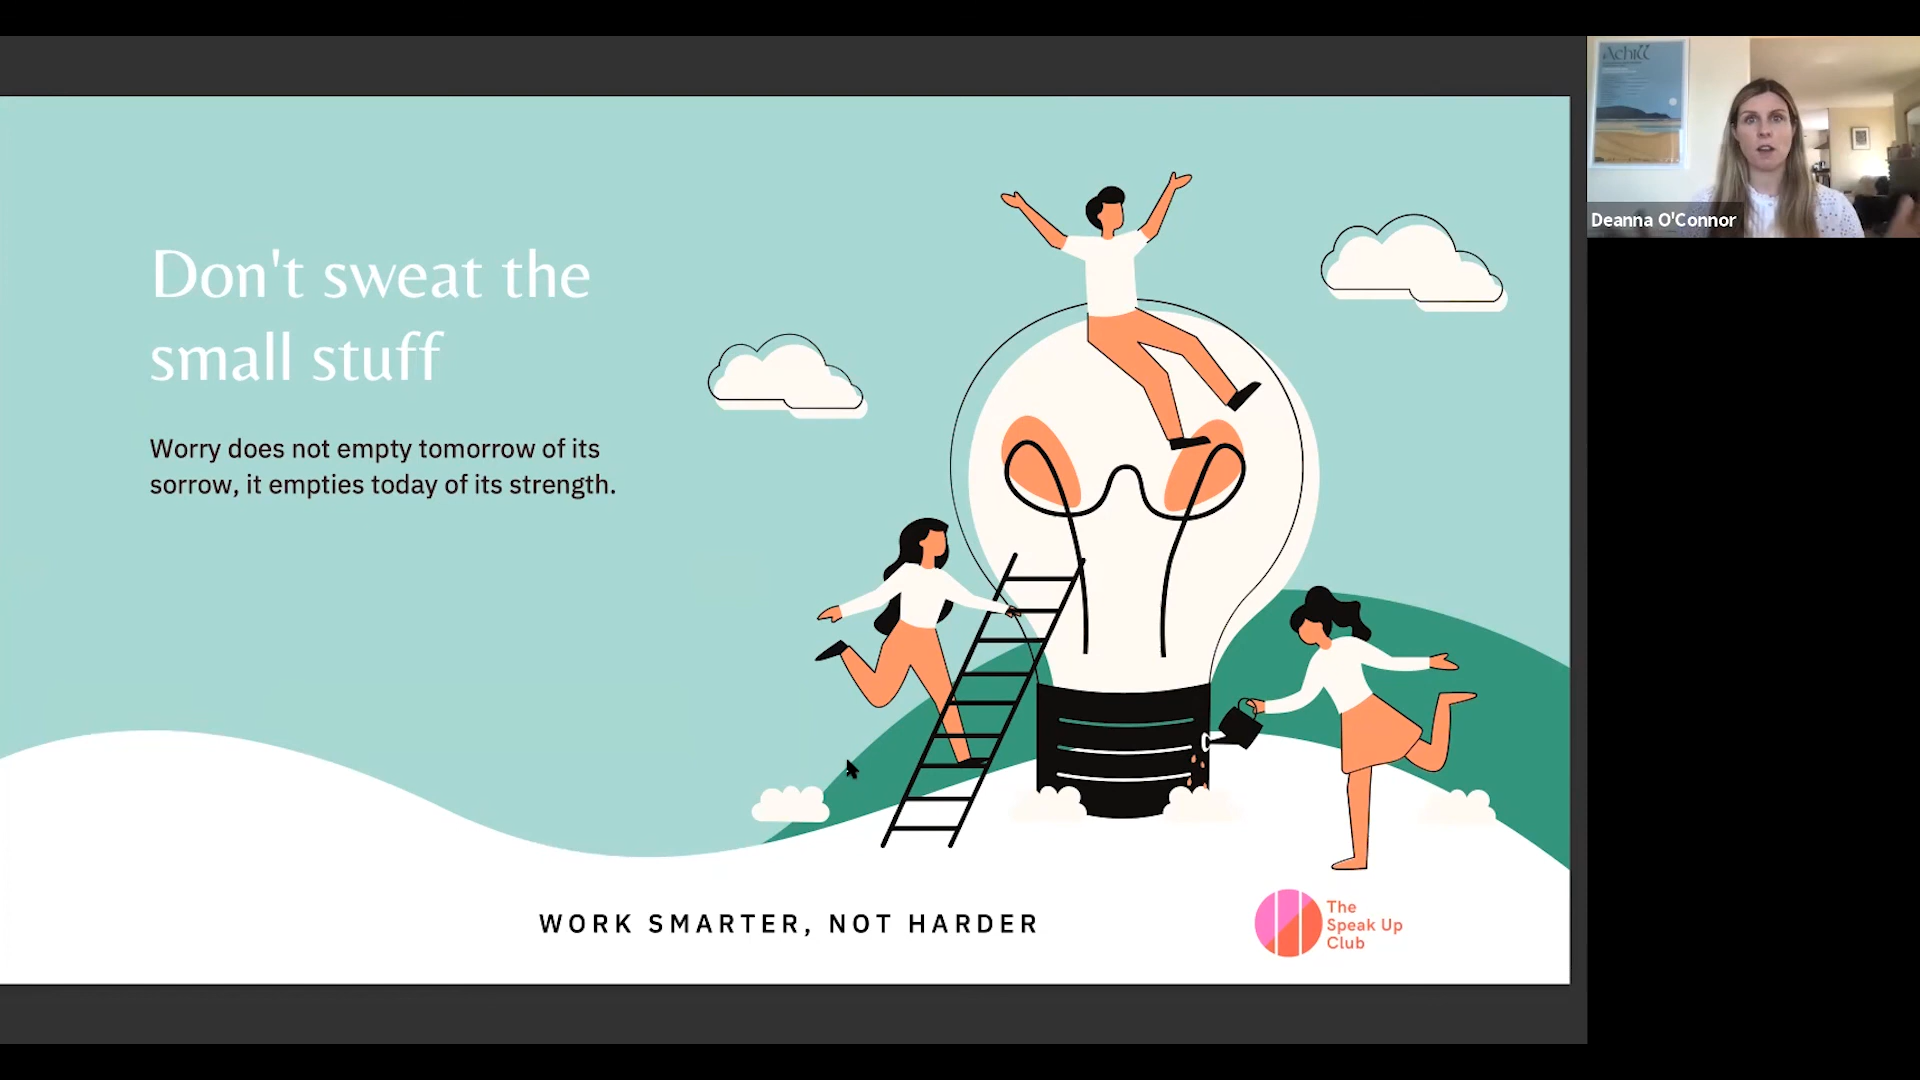 Don't sweat the
small stuff
Worry does not empty tomorrow of its
sorrow, it empties today of its strength.
WORK SMARTER, NOT HARDER
The
Speak Up
Club
Achill
Deanna O'Connor